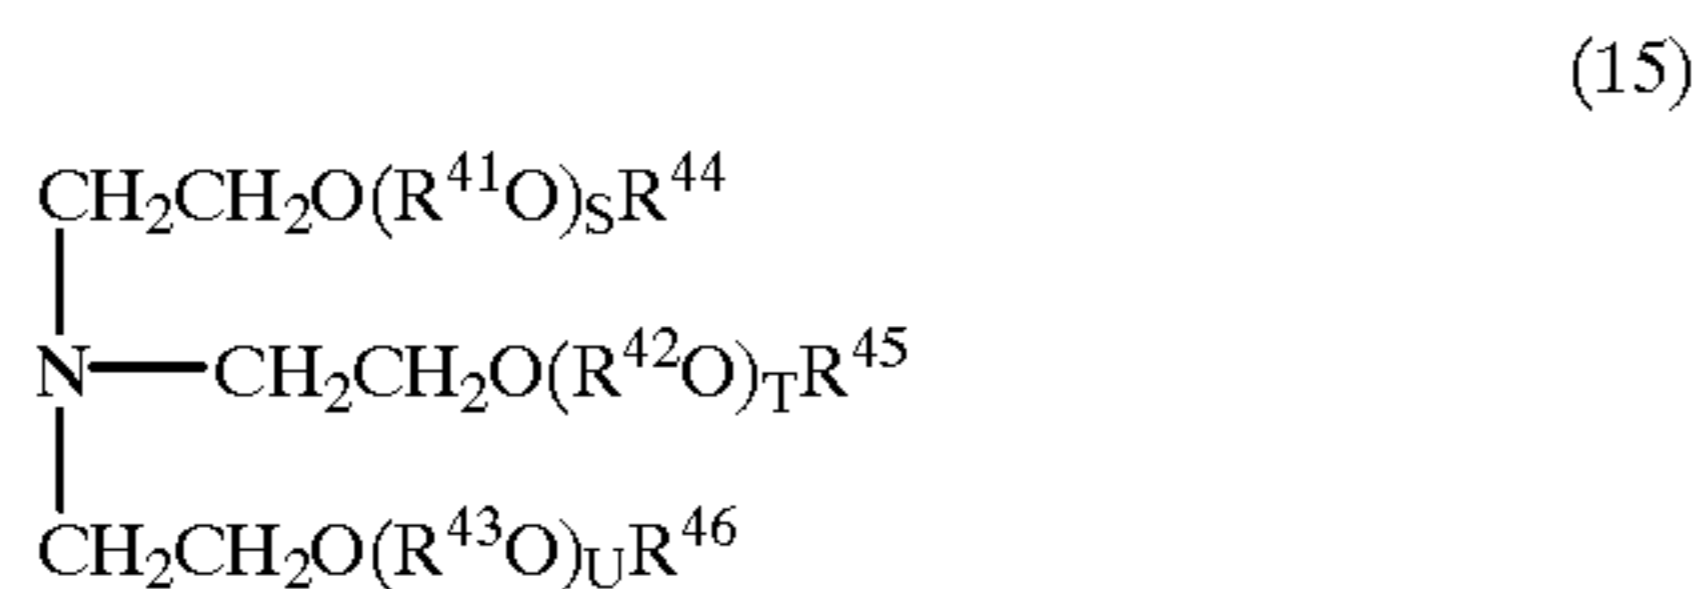 (15)
CH₂CH₂O(R⁴¹O)SR⁴⁴
N—CH₂CH₂O(R⁴²O)TR⁴⁵
CH₂CH₂O(R⁴³O)UR⁴⁶